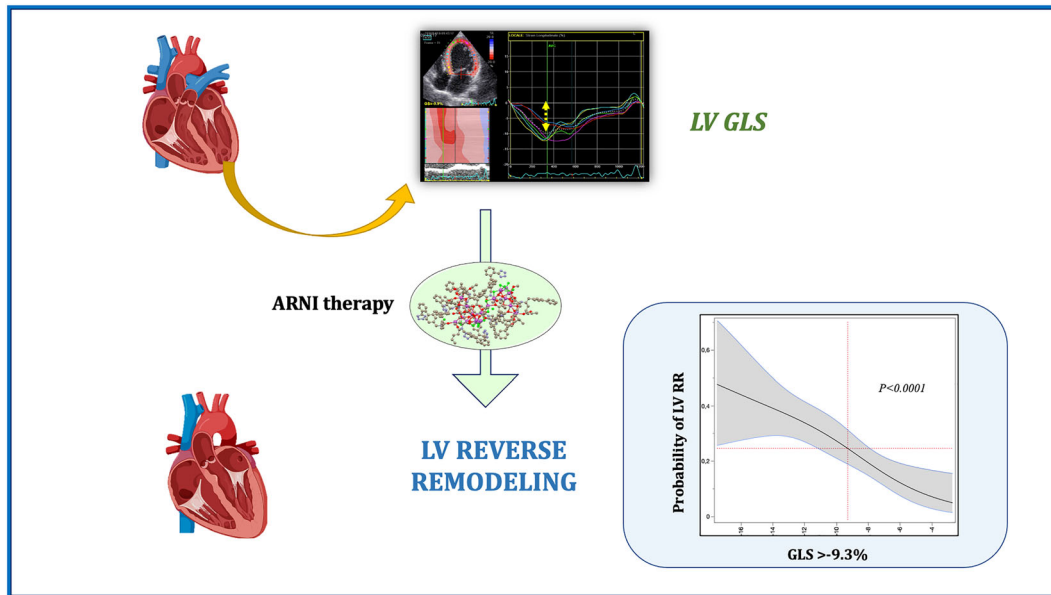 LV GLS
ARNI therapy
LV REVERSE
REMODELING
Probability of LV RR
0,6
0,4
0,2
0
P<0.0001
-16
-14
-12
-10
-8
-6
-4
GLS >-9.3%